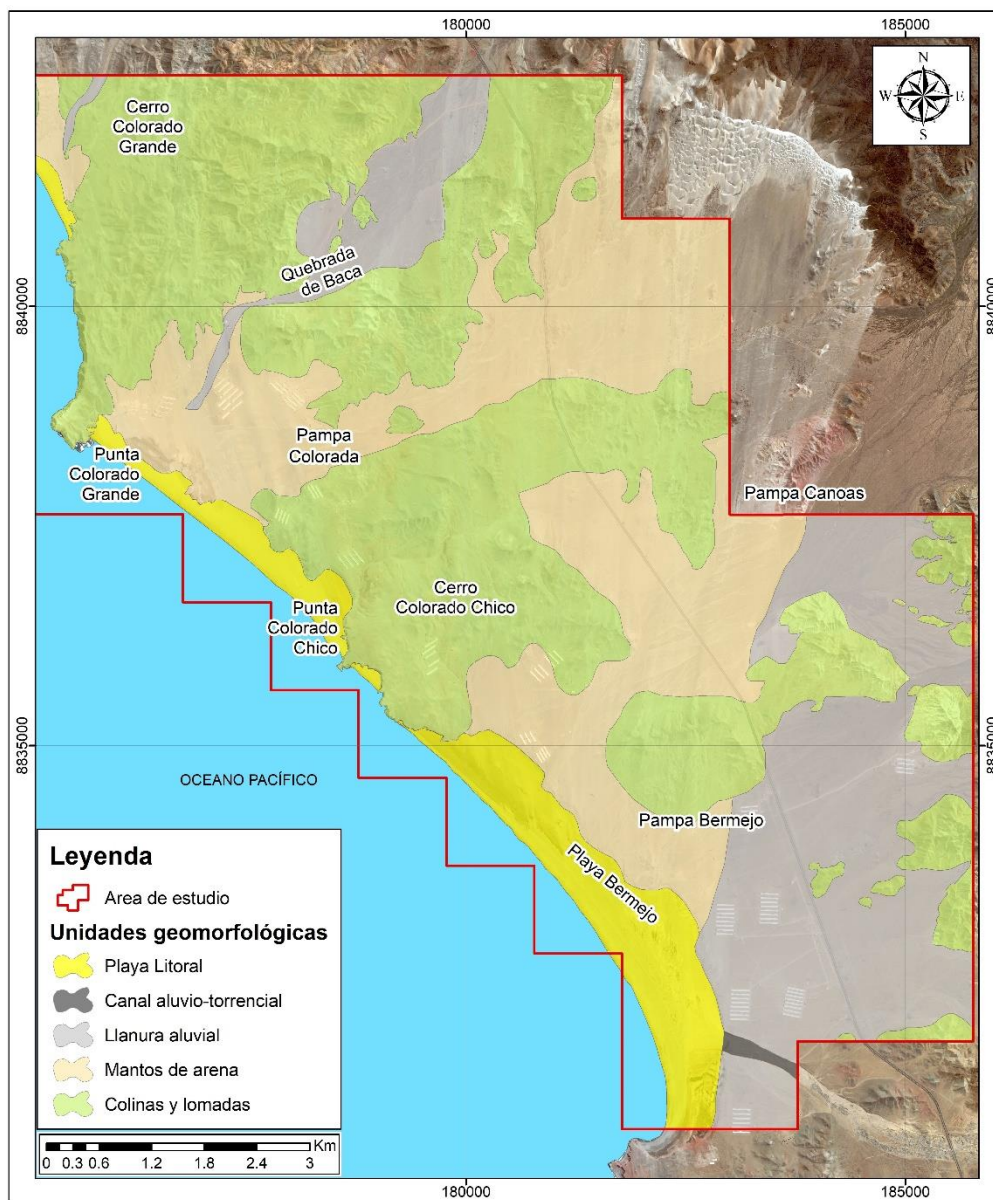 180000
185000
N
W
E
S
Cerro
Colorado
Grande
Quebrada
de Baca
8840000
8840000
Pampa
Colorada
Punta
Colorado
Grande
Pampa Canoas
Cerro
Colorado Chico
Punta
Colorado
Chico
8835000
8835000
OCEANO PACÍFICO
Pampa Bermejo
Playa Bermejo
Leyenda
Area de estudio
Unidades geomorfológicas
Playa Litoral
Canal aluvio-torrencial
Llanura aluvial
Mantos de arena
Colinas y lomadas
Km
0 0.3 0.6 1.2 1.8 2.4 3
180000
185000